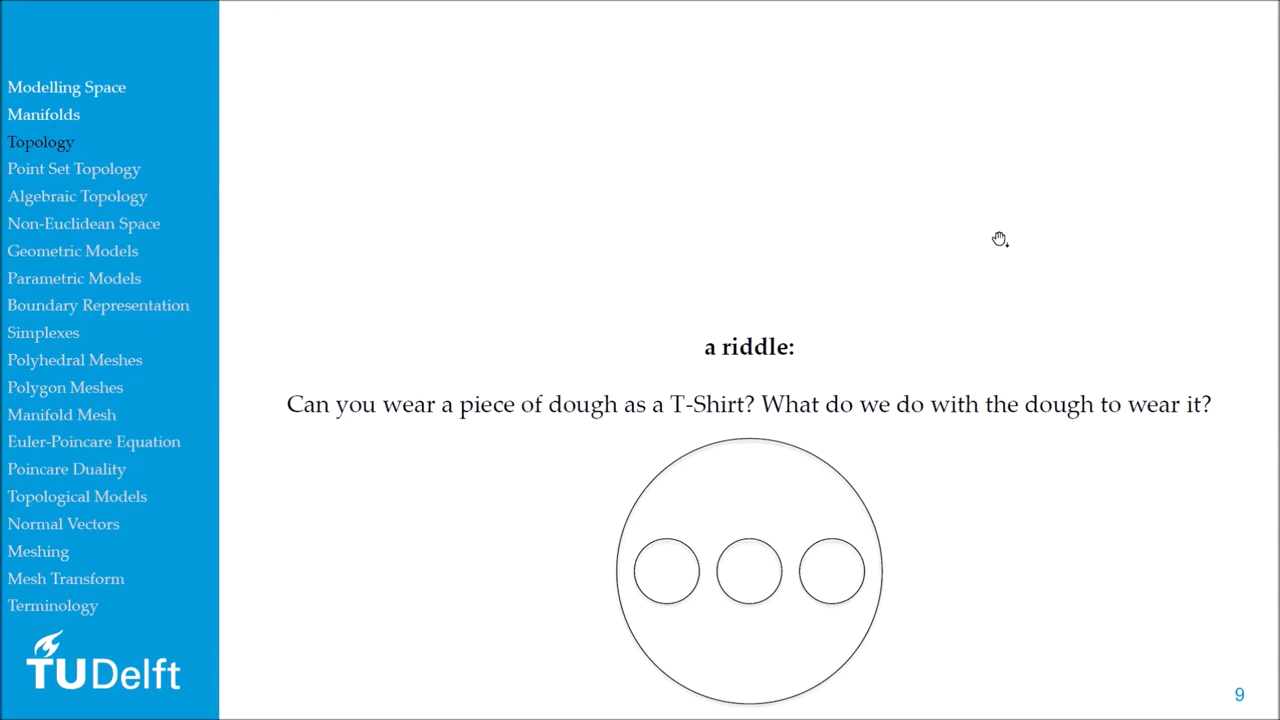 Modelling Space
Manifolds
Topology
Point Set Topology
Algebraic Topology
Non-Euclidean Space
Geometric Models
Parametric Models
Boundary Representation
Simplexes
Polyhedral Meshes
Polygon Meshes
Manifold Mesh
Euler-Poincare Equation
Poincare Duality
Topological Models
Normal Vectors
Meshing
Mesh Transform
Terminology
TUDelft
a riddle:
Can you wear a piece of dough as a T-Shirt? What do we do with the dough to wear it?
9